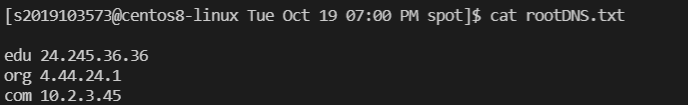 [s2019103573@centos8-linux Tue Oct 19 07:00 PM spot]$ cat rootDNS.txt
edu 24.245.36.36
org 4.44.24.1
com 10.2.3.45